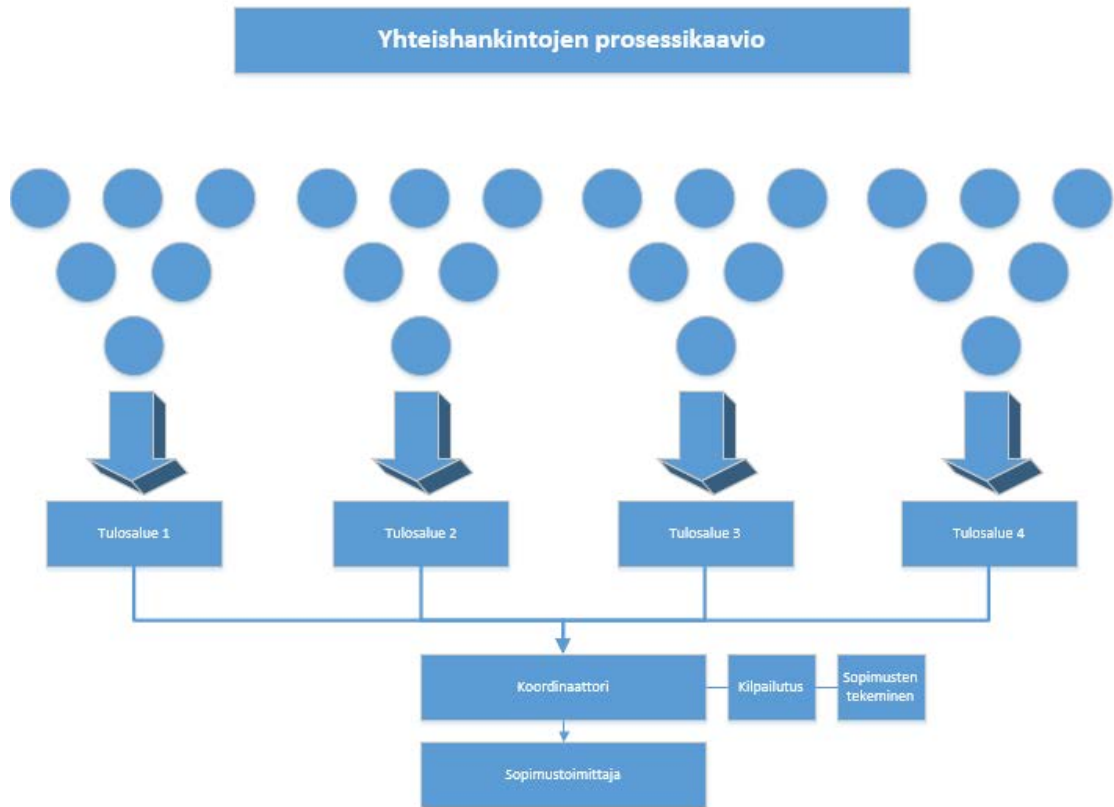 Yhteishankintojen prosessikaavio
Tulosalue 1
Tulosalue 2
Tulosalue 3
Tulosalue 4
Koordinaattori
Kilpailutus
Sopimusten
tekeminen
Sopimustoimittaja